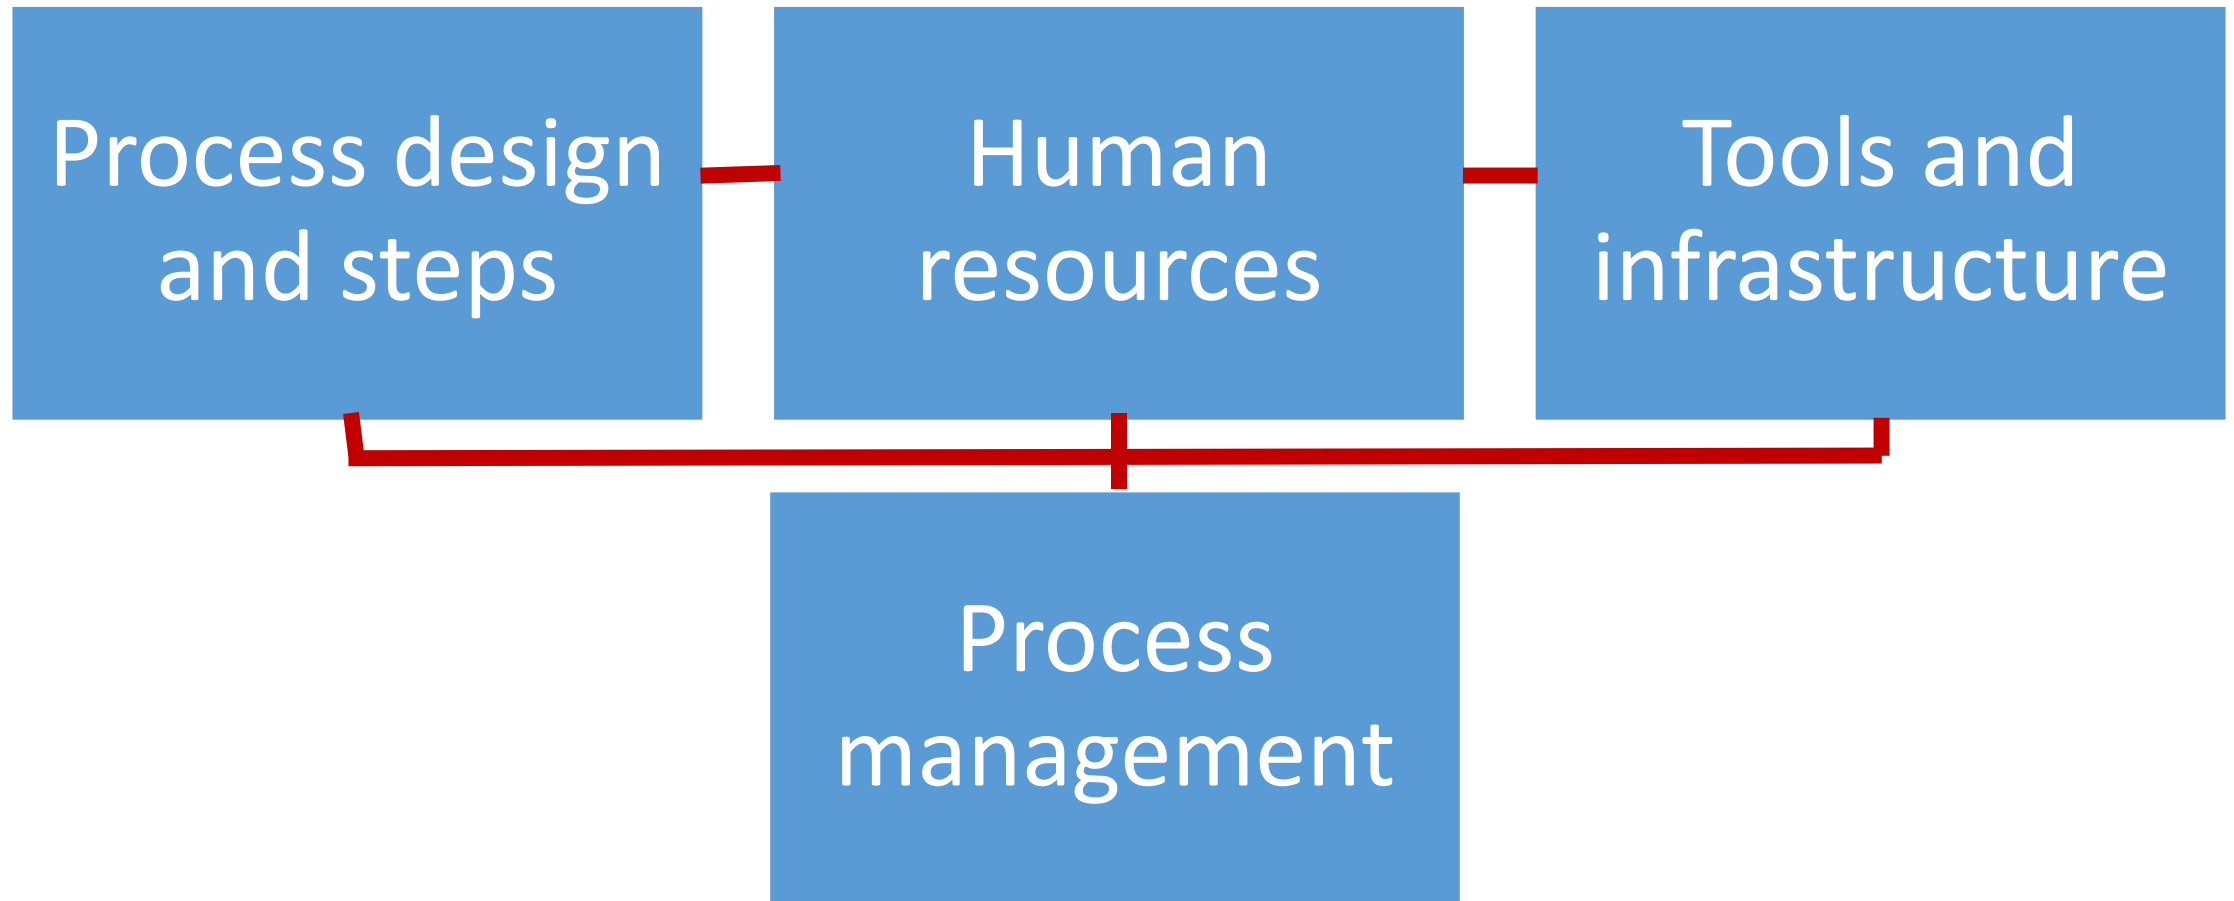 Process design
and steps
Human
resources
Tools and
infrastructure
Process
management